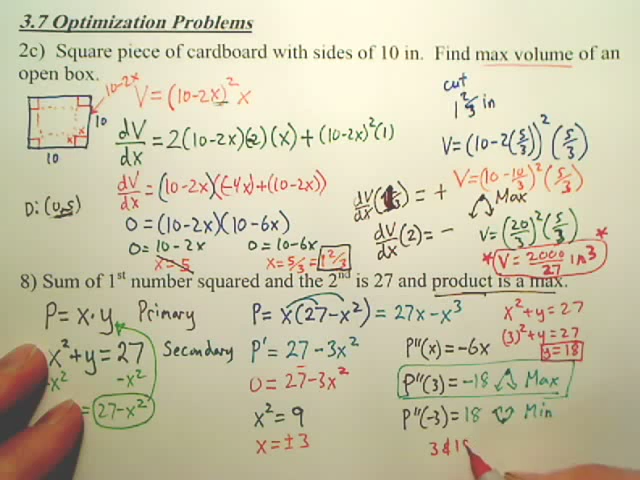 3.7 Optimization Problems
2c) Square piece of cardboard with sides of 10 in. Find max volume of an
open box.
10-2x
10
10
x
x
D: (0,5)
V = (10-2x)² x
dV/dx = 2(10-2x)(-2)(x) + (10-2x)²(1)
dV/dx = (10-2x)(-4x+(10-2x))
0 = (10-2x)(10-6x)
0 = 10-2x 0 = 10-6x
x = 5 x = 5/3 = 1 2/3
dV/dx (1) = +
dV/dx (2) = -
Max
cut
1 2/3 in
V = (10-2(5/3))² (5/3)
V = (10-10/3)² (5/3)
V = (20/3)² (5/3)
* V = 2000/27 in³ *
8) Sum of 1st number squared and the 2nd is 27 and product is a max.
P = x·y Primary
x² + y = 27 Secondary
-x² -x²
= 27-x²
P = x(27-x²) = 27x-x³
P' = 27-3x²
0 = 27-3x²
x² = 9
x = ±3
P"(x) = -6x
P"(3) = -18 Max
P"(-3) = 18 Min
x²+y = 27
(3)²+y = 27
y = 18
3 & 18